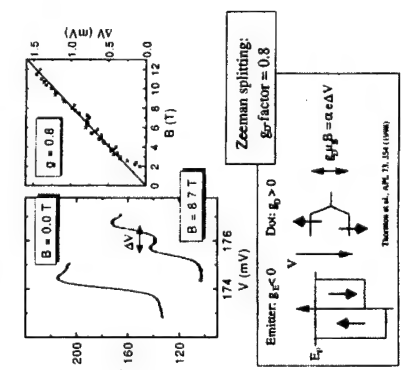 B = 0.0 T
B = 8.7 T
ΔV
200
160
120
174
176
V (mV)
g = 0.8
ΔV (mV)
1.5
1.0
0.5
0.0
0 2 4 6 8 10 12
B (T)
Zeeman splitting:
factor = 0.8
Emitter: g_E<0
Dot: g_D>0
E_F
V
g_D μ_B B = α e ΔV
Thornton et al., APL 73, 354 (1998)